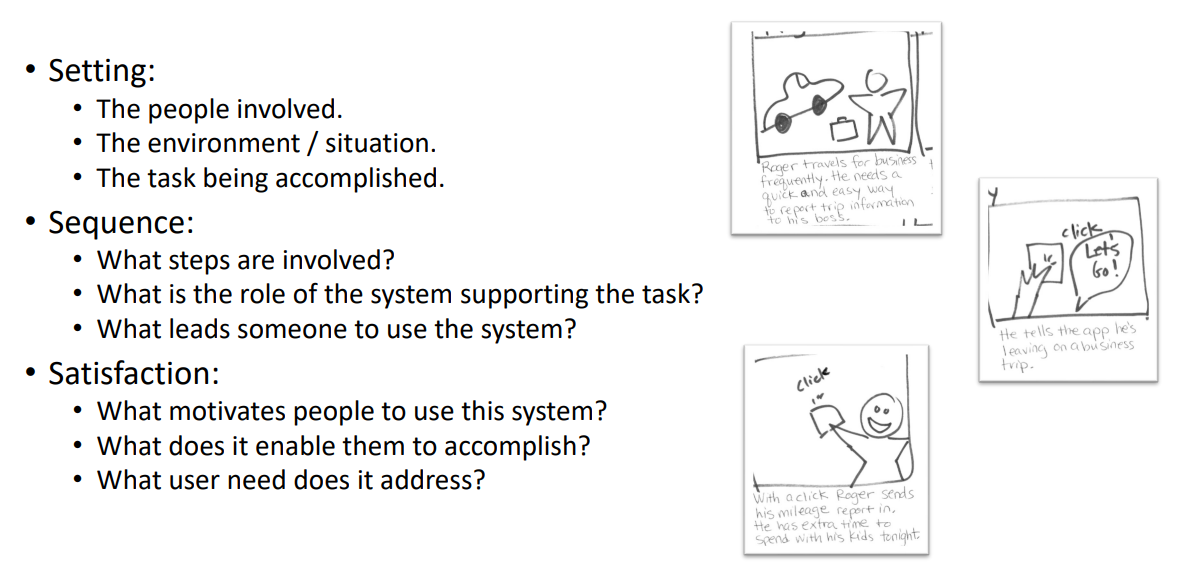 • Setting:
• The people involved.
• The environment / situation.
• The task being accomplished.
• Sequence:
• What steps are involved?
• What is the role of the system supporting the task?
• What leads someone to use the system?
• Satisfaction:
• What motivates people to use this system?
• What does it enable them to accomplish?
• What user need does it address?
Roger travels for business
frequently. He needs a
quick and easy way
to report trip information
to his boss.
click
Let's
Go!
He tells the app he's
leaving on a business
trip.
click
With a click Roger sends
his mileage report in.
He has extra time to
spend with his kids tonight